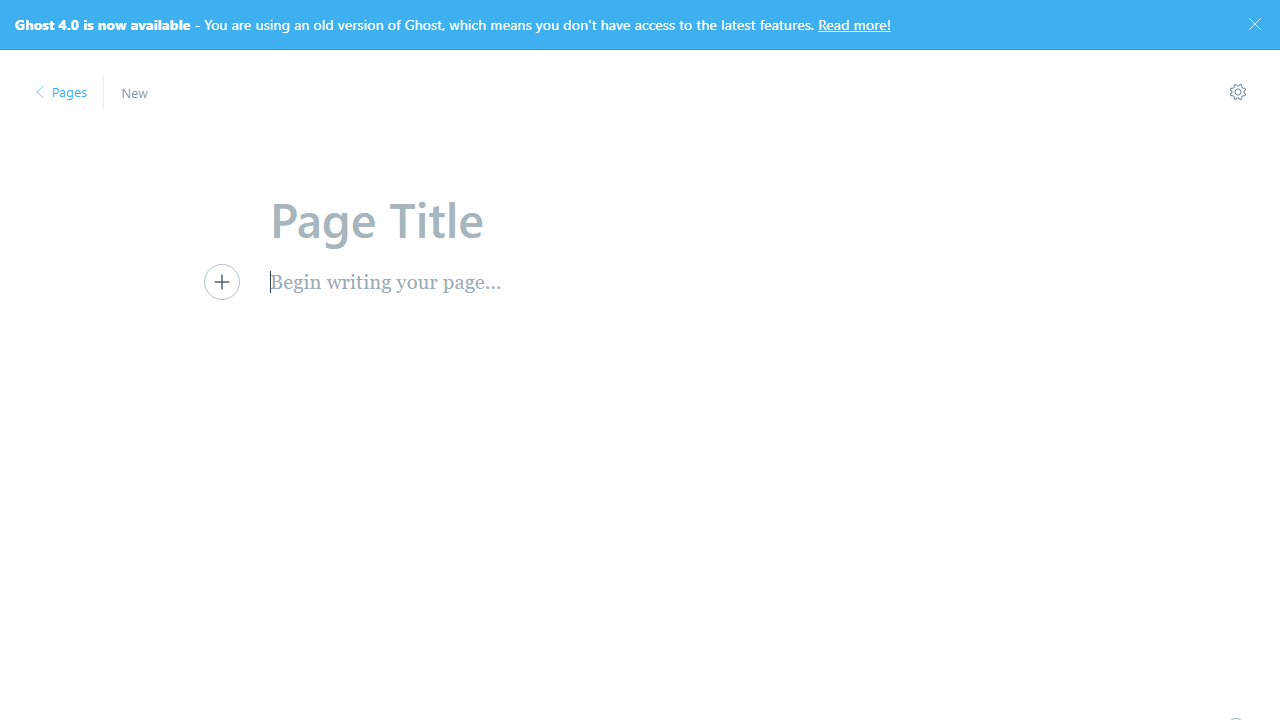 Ghost 4.0 is now available - You are using an old version of Ghost, which means you don't have access to the latest features. Read more!
Pages
New
Page Title
Begin writing your page...